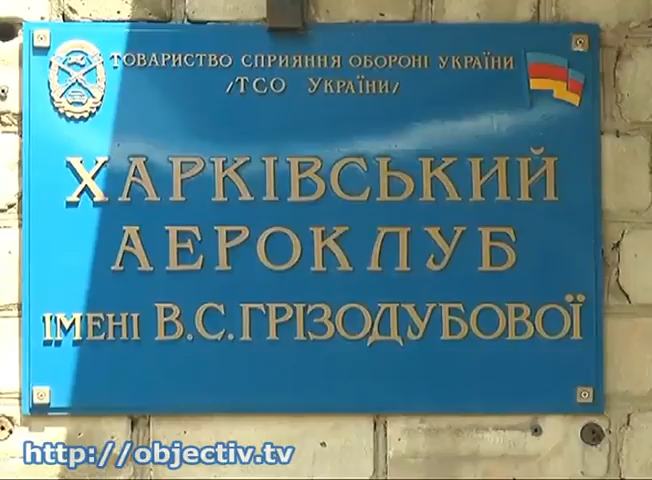 ТОВАРИСТВО СПРИЯННЯ ОБОРОНІ УКРАЇНИ
/ТСО УКРАЇНИ/
ХАРКІВСЬКИЙ
АЕРОКЛУБ
ІМЕНІ В.С.ГРІЗОДУБОВОЇ
http://objectiv.tv